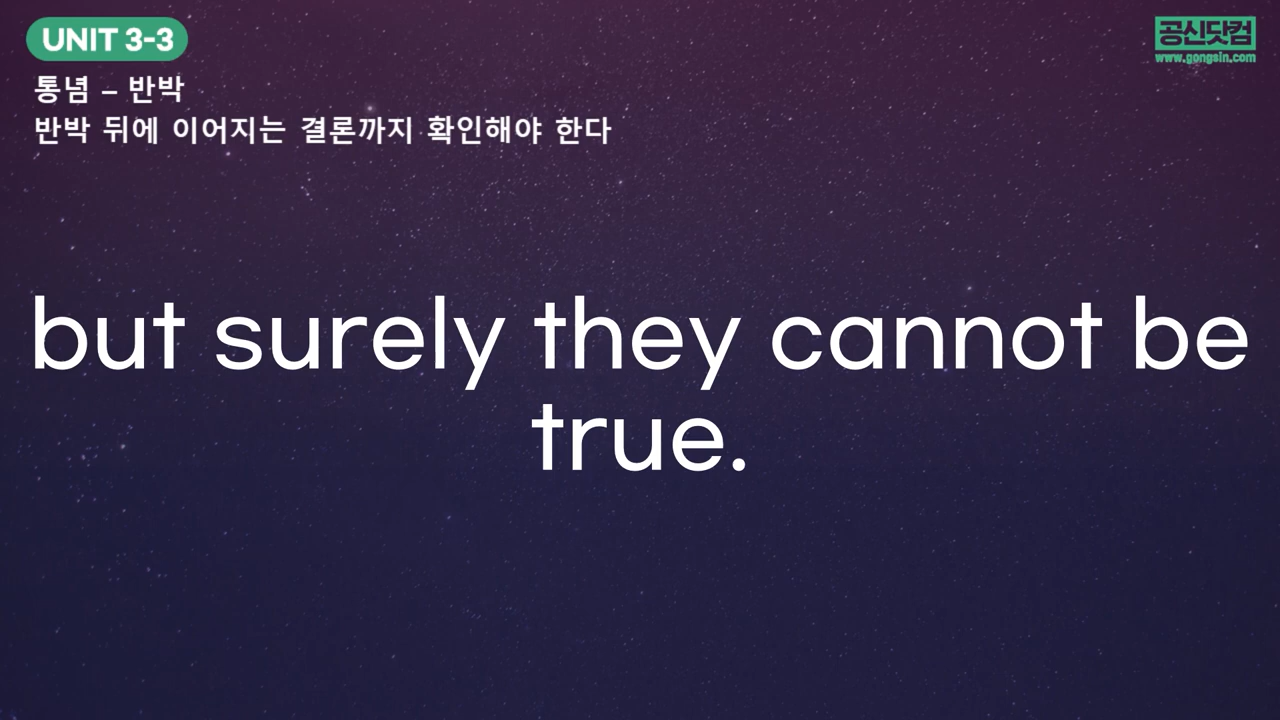 UNIT 3-3
공신닷컴
www.gongsin.com
통념 – 반박
반박 뒤에 이어지는 결론까지 확인해야 한다
but surely they cannot be
true.